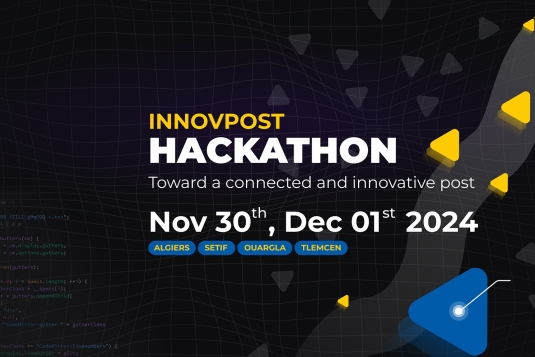 INNOVPOST
HACKATHON
Toward a connected and innovative post
Nov 30th, Dec 01st 2024
ALGIERS SETIF OUARGLA TLEMCEN